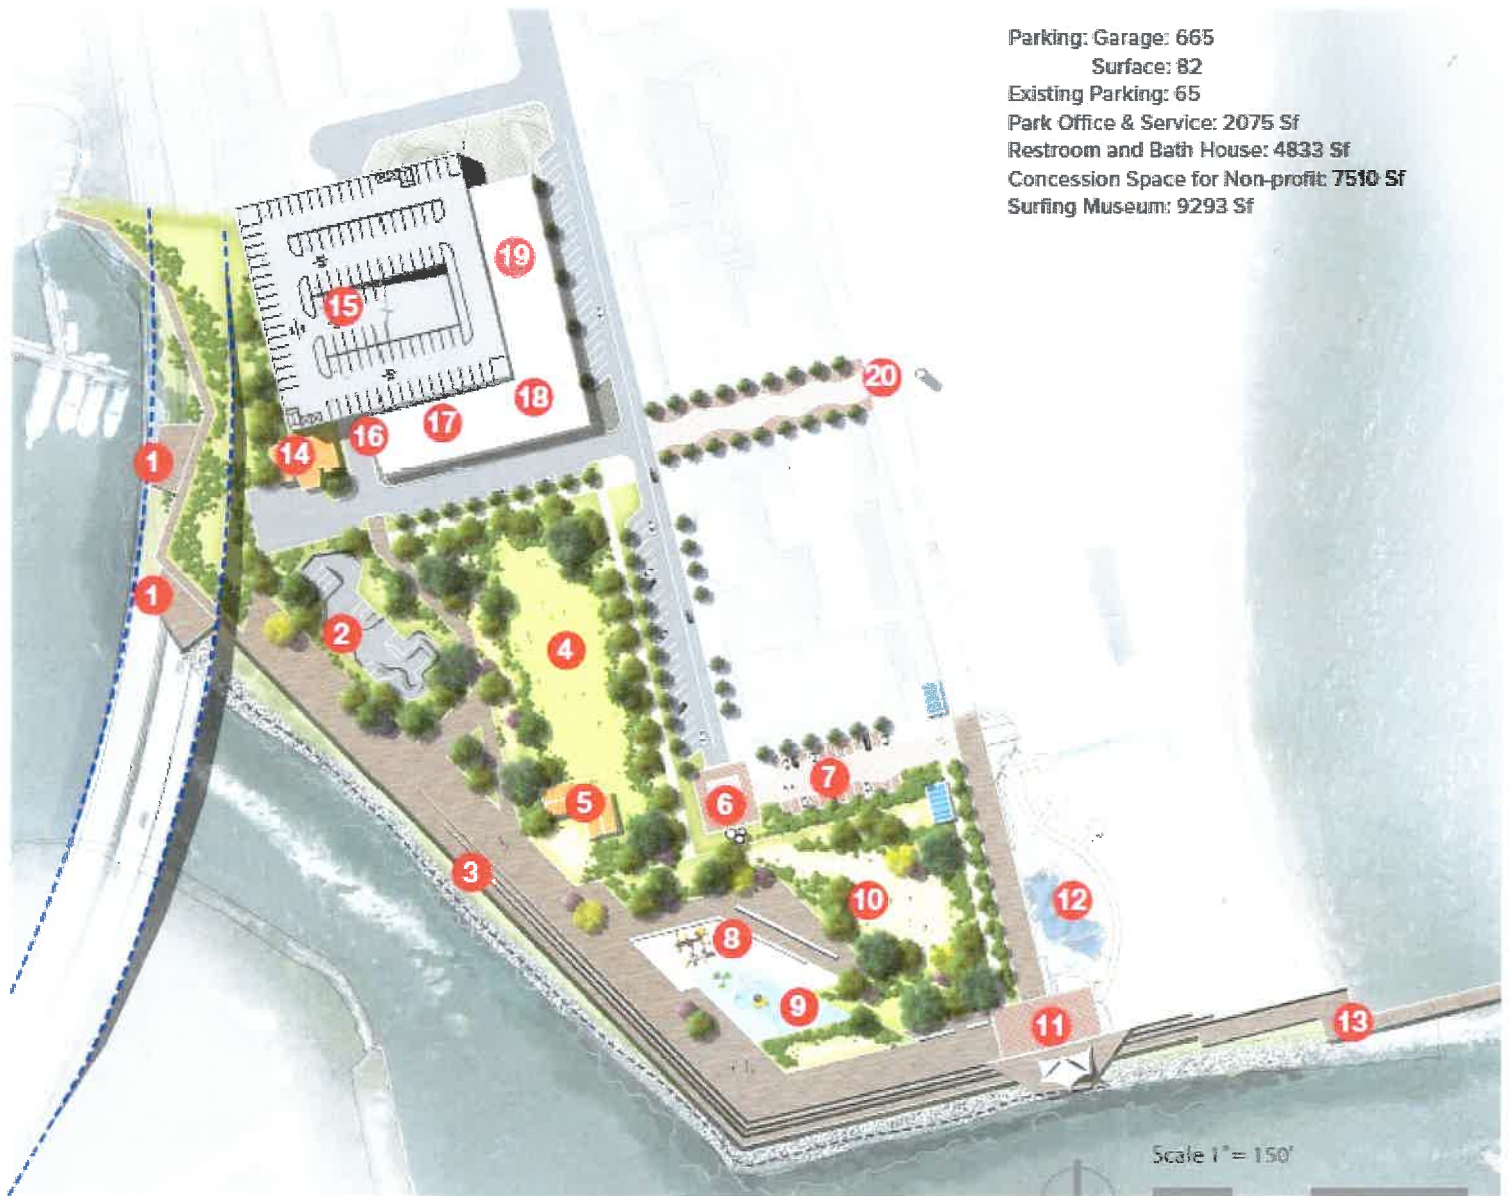 Parking: Garage: 665
Surface: 82
Existing Parking: 65
Park Office & Service: 2075 Sf
Restroom and Bath House: 4833 Sf
Concession Space for Non-profit: 7510 Sf
Surfing Museum: 9293 Sf
19
15
20
18
17
16
14
1
1
2
4
7
5
6
3
10
12
8
9
11
13
Scale 1"= 150'